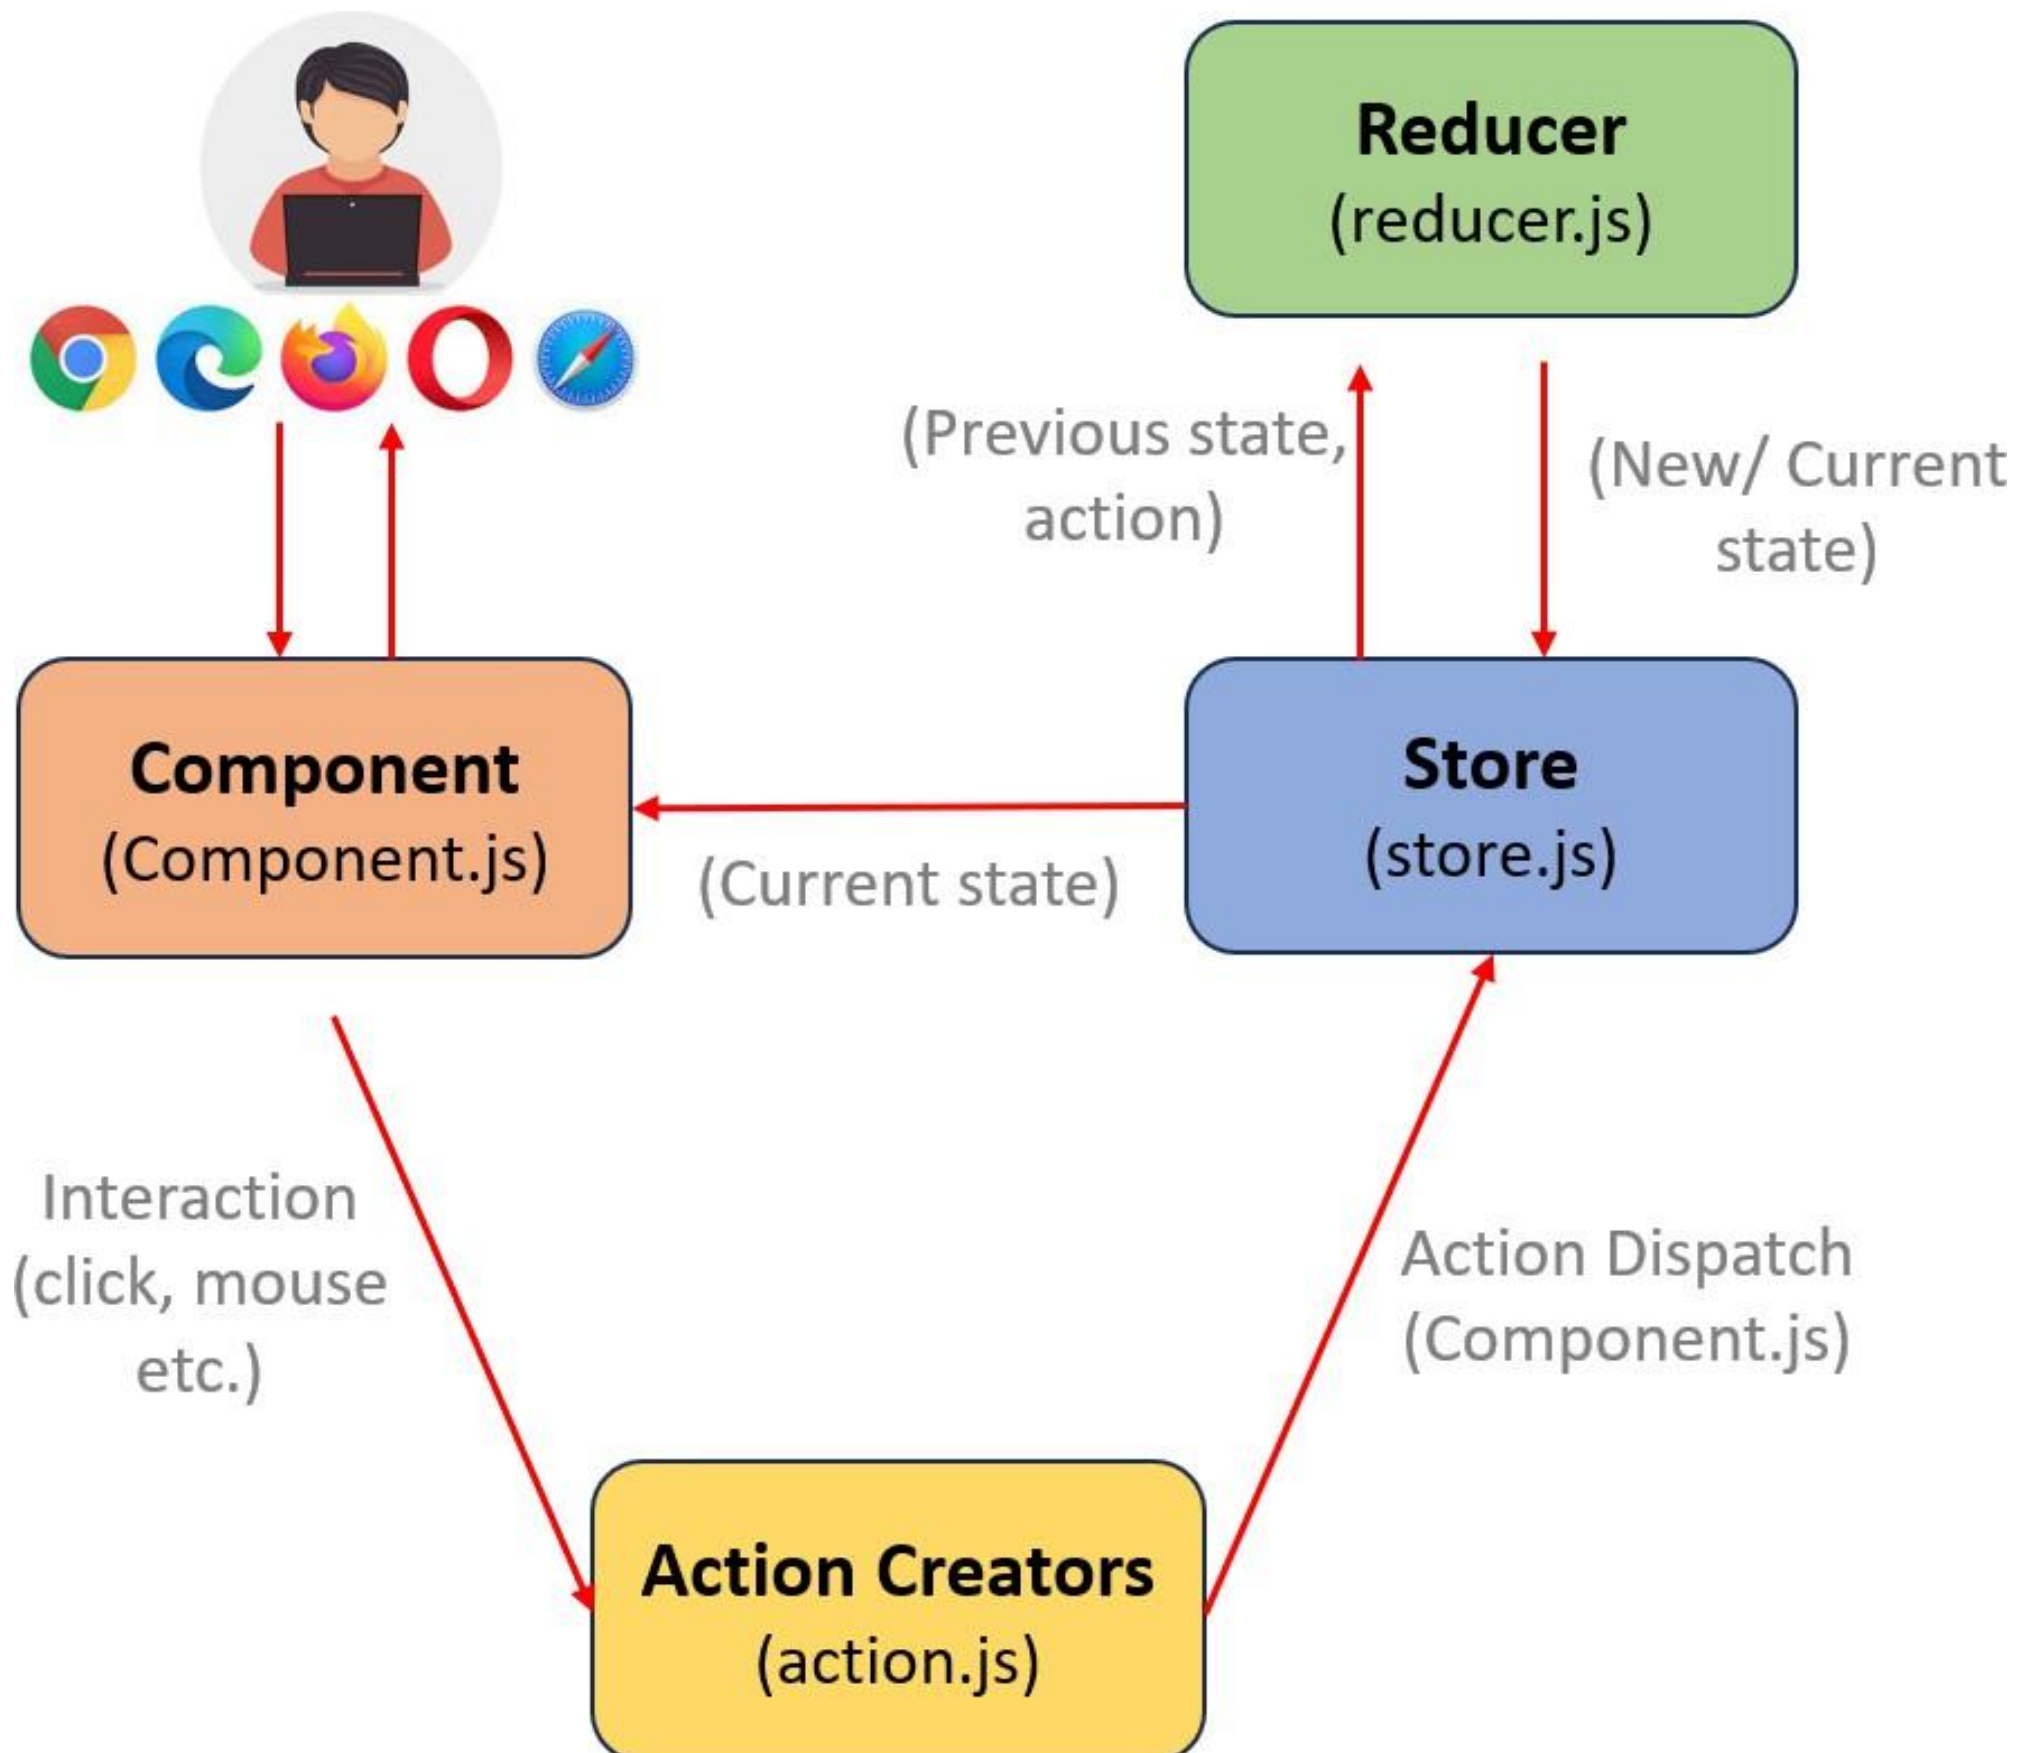 Reducer
(reducer.js)
(Previous state,
action)
(New/ Current
state)
Component
(Component.js)
(Current state)
Store
(store.js)
Interaction
(click, mouse
etc.)
Action Dispatch
(Component.js)
Action Creators
(action.js)